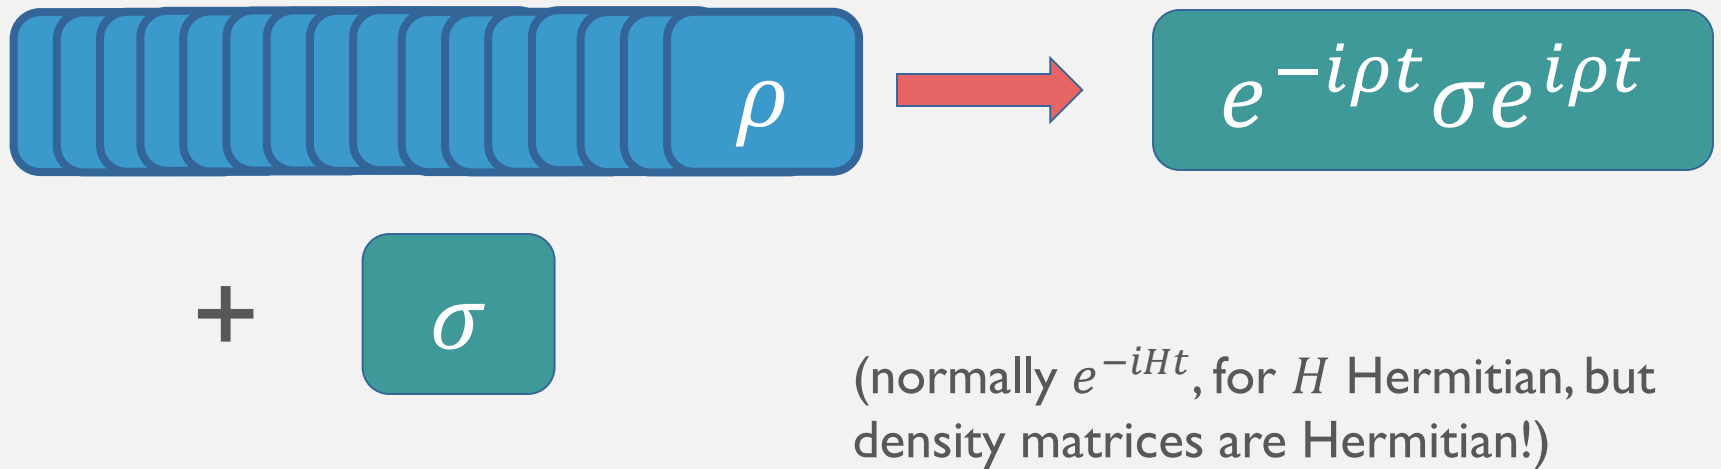 ρ
e^{-iρt}σe^{iρt}
+
σ
(normally e^{-iHt}, for H Hermitian, but
density matrices are Hermitian!)